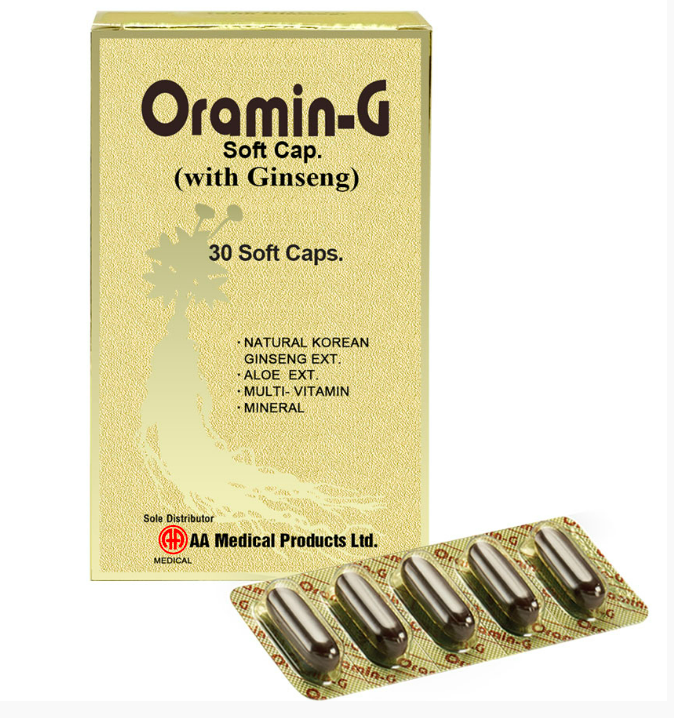 Oramin-G
Soft Cap.
(with Ginseng)
30 Soft Caps.
· NATURAL KOREAN
GINSENG EXT.
· ALOE EXT.
· MULTI- VITAMIN
· MINERAL
Sole Distributor
AA AA Medical Products Ltd.
MEDICAL
Oramin-G